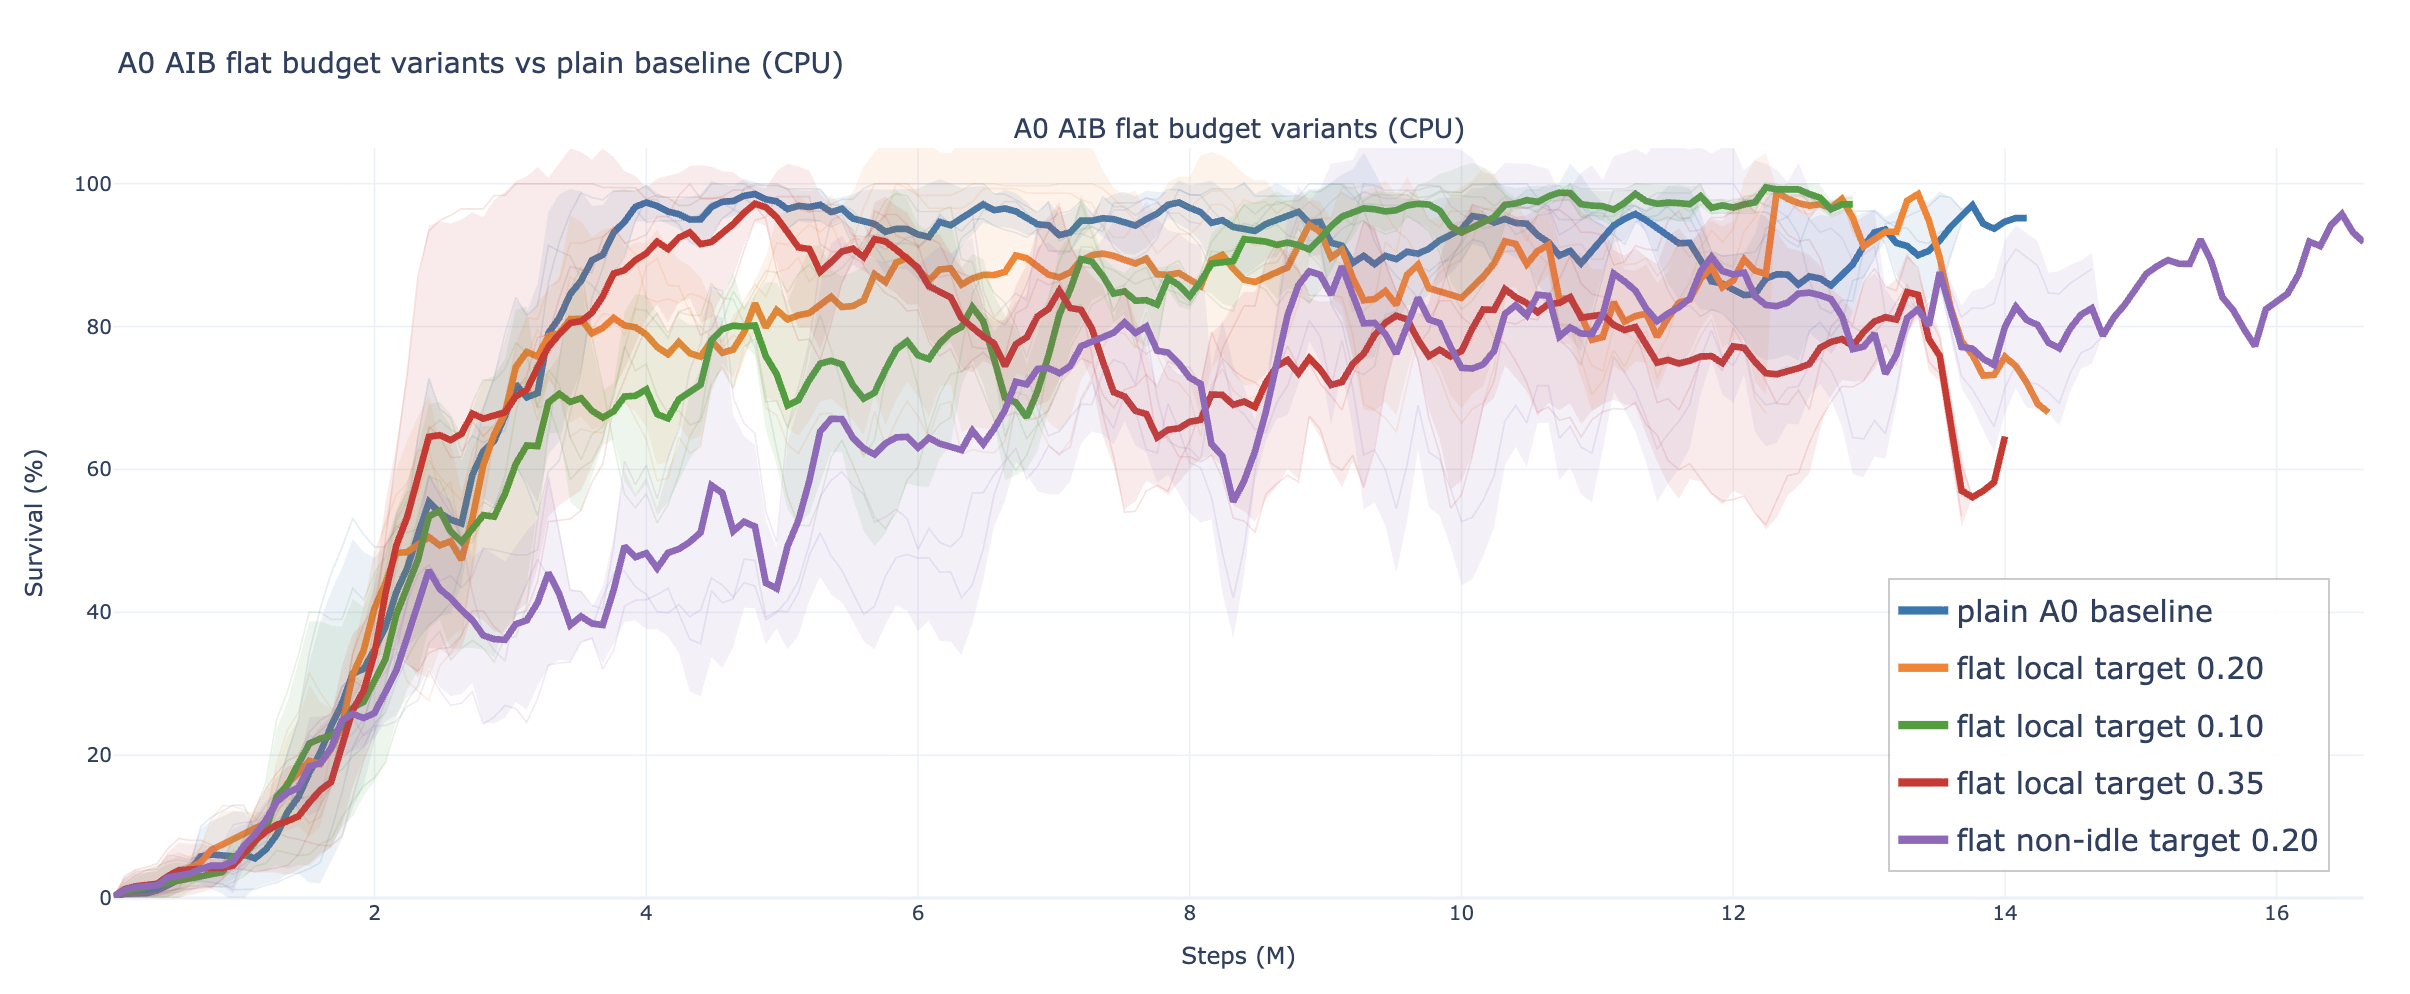 A0 AIB flat budget variants vs plain baseline (CPU)
A0 AIB flat budget variants (CPU)
100
80
60
40
20
0
Survival (%)
2 4 6 8 10 12 14 16
Steps (M)
plain A0 baseline
flat local target 0.20
flat local target 0.10
flat local target 0.35
flat non-idle target 0.20